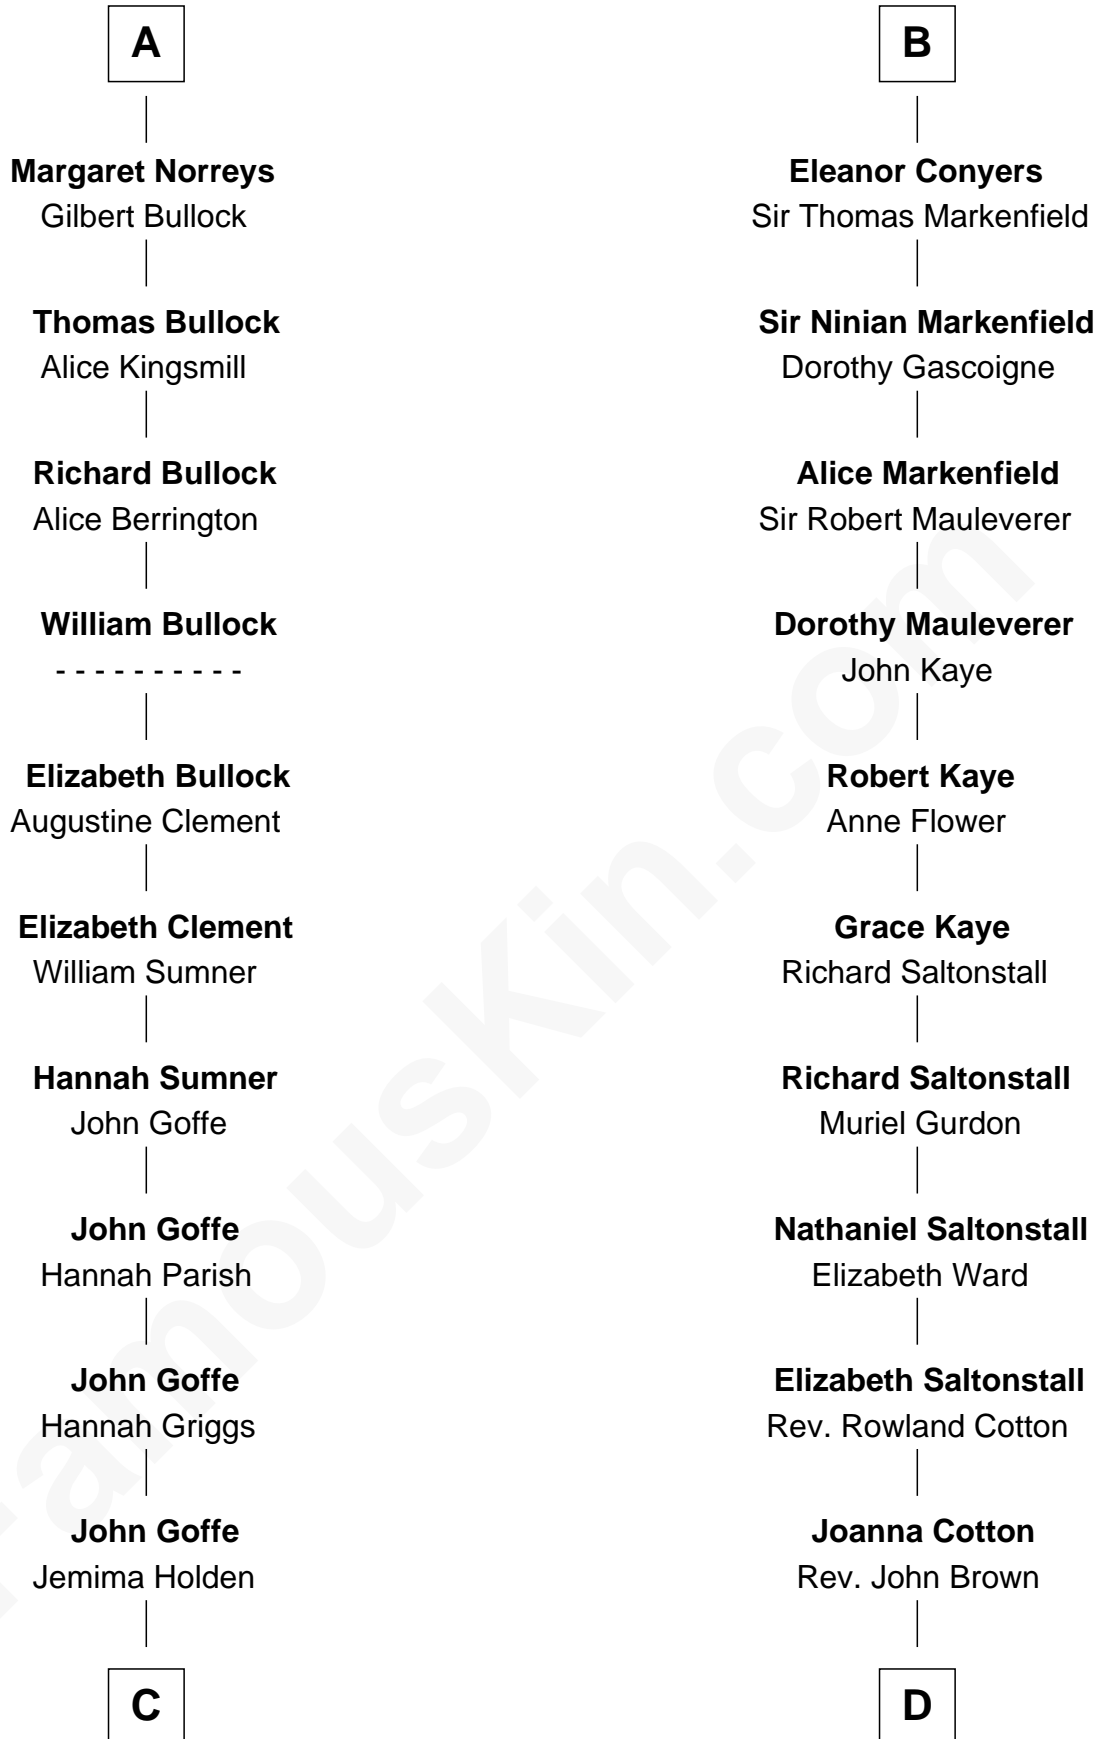 A
Margaret Norreys
Gilbert Bullock
Thomas Bullock
Alice Kingsmill
Richard Bullock
Alice Berrington
William Bullock
- - - - - - - - - -
Elizabeth Bullock
Augustine Clement
Elizabeth Clement
William Sumner
Hannah Sumner
John Goffe
John Goffe
Hannah Parish
John Goffe
Hannah Griggs
John Goffe
Jemima Holden
C
B
Eleanor Conyers
Sir Thomas Markenfield
Sir Ninian Markenfield
Dorothy Gascoigne
Alice Markenfield
Sir Robert Mauleverer
Dorothy Mauleverer
John Kaye
Robert Kaye
Anne Flower
Grace Kaye
Richard Saltonstall
Richard Saltonstall
Muriel Gurdon
Nathaniel Saltonstall
Elizabeth Ward
Elizabeth Saltonstall
Rev. Rowland Cotton
Joanna Cotton
Rev. John Brown
D
FamousKin.com